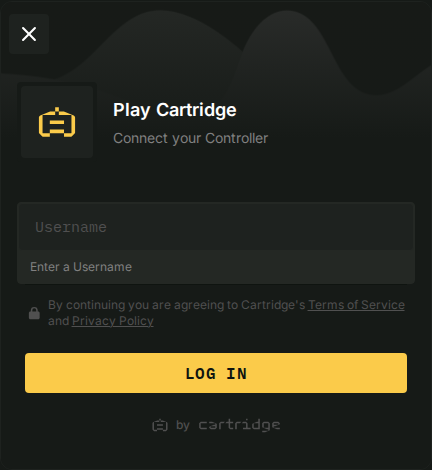 Play Cartridge
Connect your Controller
Username
Enter a Username
By continuing you are agreeing to Cartridge's Terms of Service
and Privacy Policy
LOG IN
by cartridge